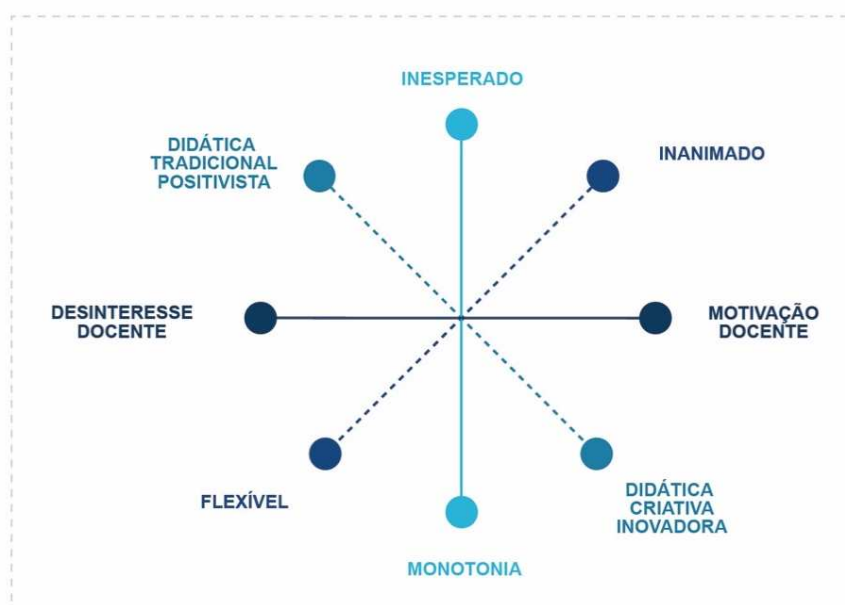 INESPERADO
DIDÁTICA
TRADICIONAL
POSITIVISTA
INANIMADO
DESINTERESSE
DOCENTE
MOTIVAÇÃO
DOCENTE
FLEXÍVEL
DIDÁTICA
CRIATIVA
INOVADORA
MONOTONIA